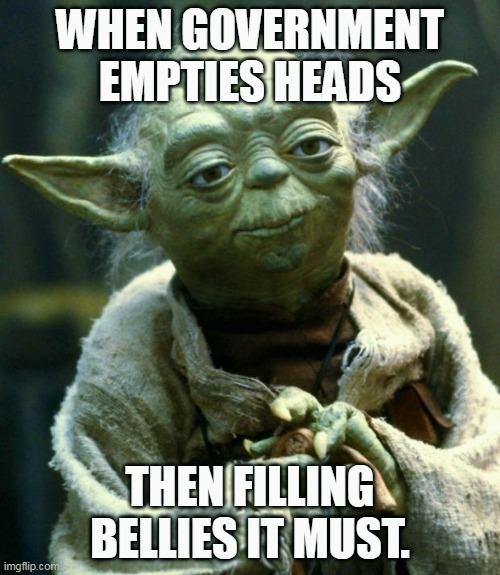 WHEN GOVERNMENT
EMPTIES HEADS
THEN FILLING
BELLIES IT MUST.
imgflip.com